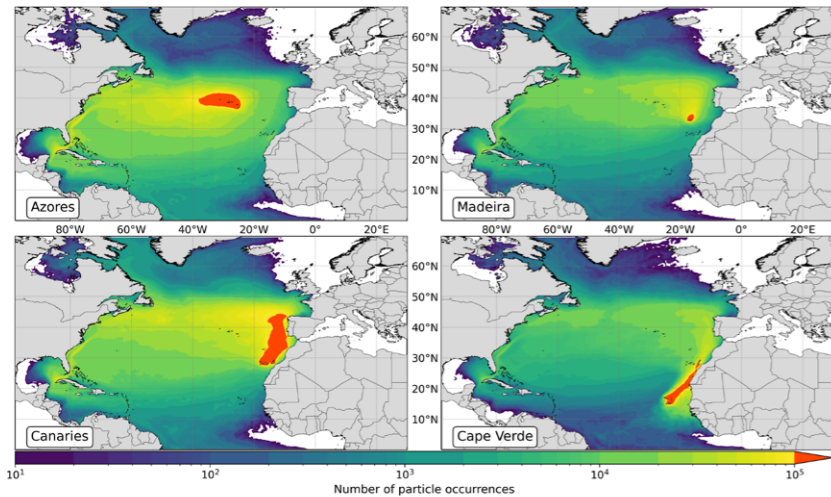 60°N
50°N
40°N
30°N
20°N
10°N
Azores
Madeira
80°W 60°W 40°W 20°W 0° 20°E
80°W 60°W 40°W 20°W 0° 20°E
60°N
50°N
40°N
30°N
20°N
10°N
Canaries
Cape Verde
10¹ 10² 10³ 10⁴ 10⁵
Number of particle occurrences